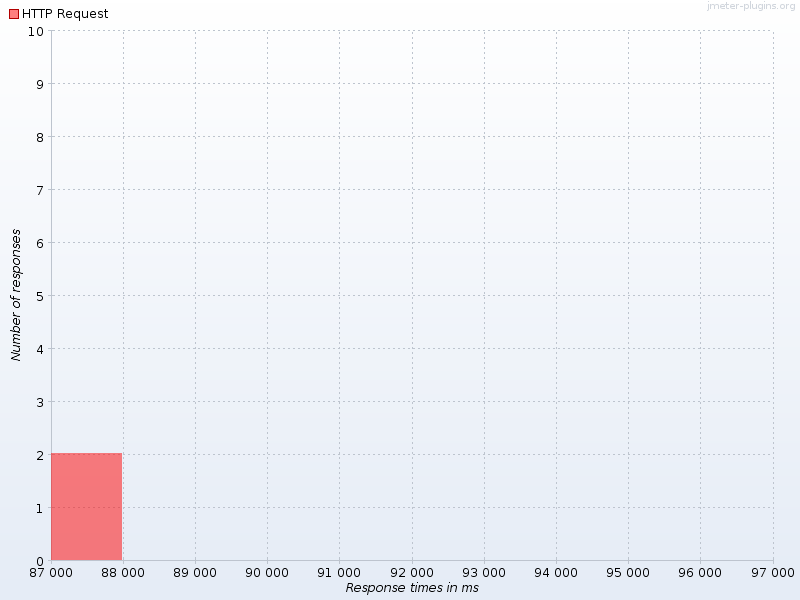 jmeter-plugins.org
HTTP Request
10
9
8
7
6
5
4
3
2
1
0
Number of responses
87 000 88 000 89 000 90 000 91 000 92 000 93 000 94 000 95 000 96 000 97 000
Response times in ms